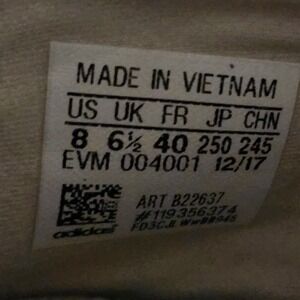 MADE IN VIETNAM
US UK FR JP CHN
8 6½ 40 250 245
EVM 004001 12/17
ART B22637
#119356374
adidas